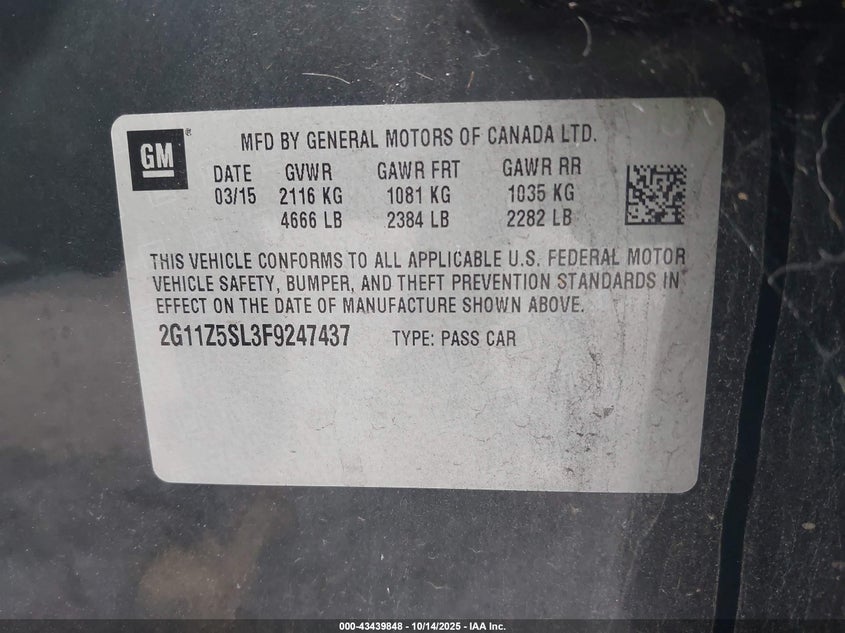 GM®
MFD BY GENERAL MOTORS OF CANADA LTD.
DATE GVWR GAWR FRT GAWR RR
03/15 2116 KG 1081 KG 1035 KG
4666 LB 2384 LB 2282 LB
THIS VEHICLE CONFORMS TO ALL APPLICABLE U.S. FEDERAL MOTOR
VEHICLE SAFETY, BUMPER, AND THEFT PREVENTION STANDARDS IN
EFFECT ON THE DATE OF MANUFACTURE SHOWN ABOVE.
2G11Z5SL3F9247437 TYPE: PASS CAR
000-43439848 - 10/14/2025 - IAA Inc.